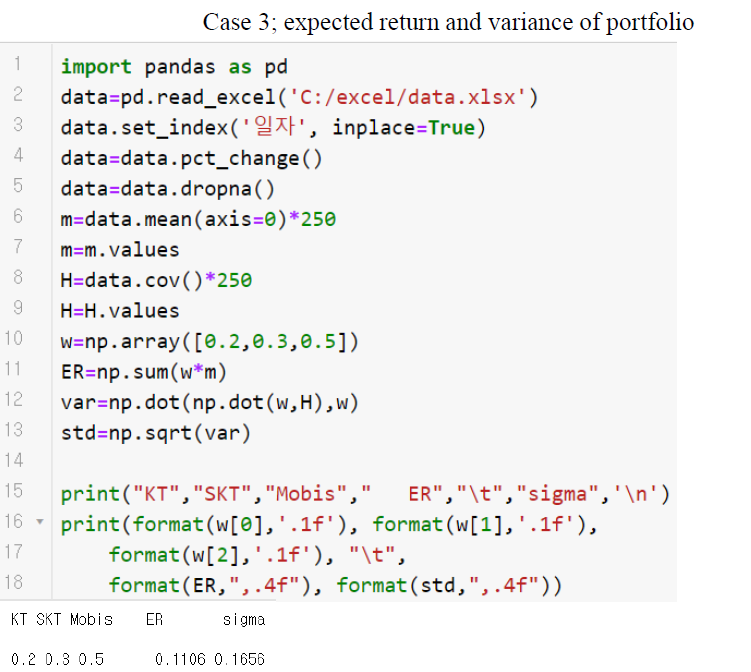 Case 3; expected return and variance of portfolio
1 import pandas as pd
2 data=pd.read_excel('C:/excel/data.xlsx')
3 data.set_index('일자', inplace=True)
4 data=data.pct_change()
5 data=data.dropna()
6 m=data.mean(axis=0)*250
7 m=m.values
8 H=data.cov()*250
9 H=H.values
10 w=np.array([0.2,0.3,0.5])
11 ER=np.sum(w*m)
12 var=np.dot(np.dot(w,H),w)
13 std=np.sqrt(var)
14
15 print("KT","SKT","Mobis","   ER","\t","sigma",'\n')
16 print(format(w[0],'.1f'), format(w[1],'.1f'),
17     format(w[2],'.1f'), "\t",
18     format(ER,",.4f"), format(std,",.4f"))
KT SKT Mobis    ER    sigma
0.2 0.3 0.5    0.1106 0.1656